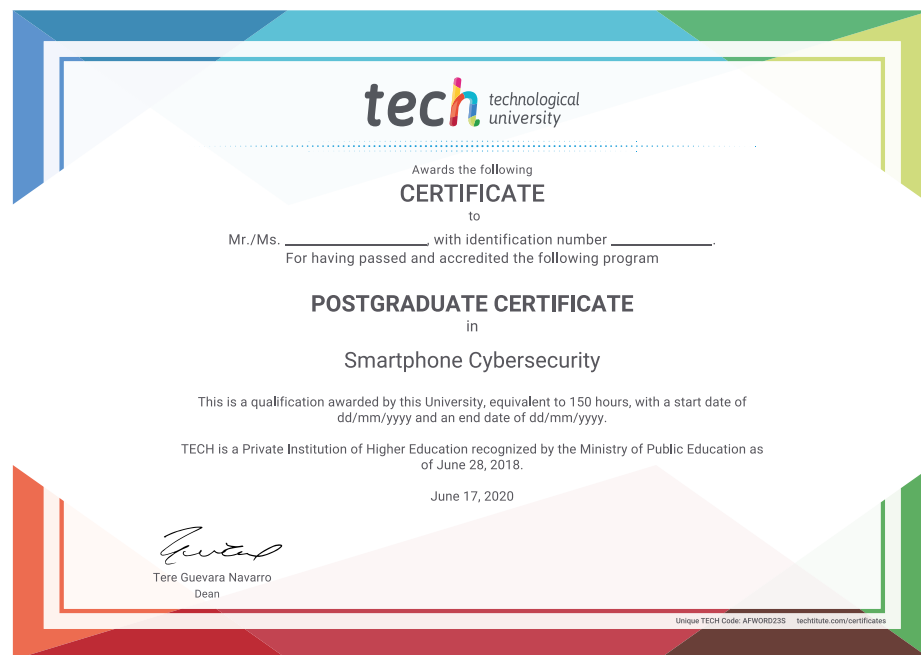 tech technological
university
Awards the following
CERTIFICATE
to
Mr./Ms. ____________________, with identification number ______________.
For having passed and accredited the following program
POSTGRADUATE CERTIFICATE
in
Smartphone Cybersecurity
This is a qualification awarded by this University, equivalent to 150 hours, with a start date of
dd/mm/yyyy and an end date of dd/mm/yyyy.
TECH is a Private Institution of Higher Education recognized by the Ministry of Public Education as
of June 28, 2018.
June 17, 2020
Tere Guevara Navarro
Dean
Unique TECH Code: AFWORD23S techtitute.com/certificates